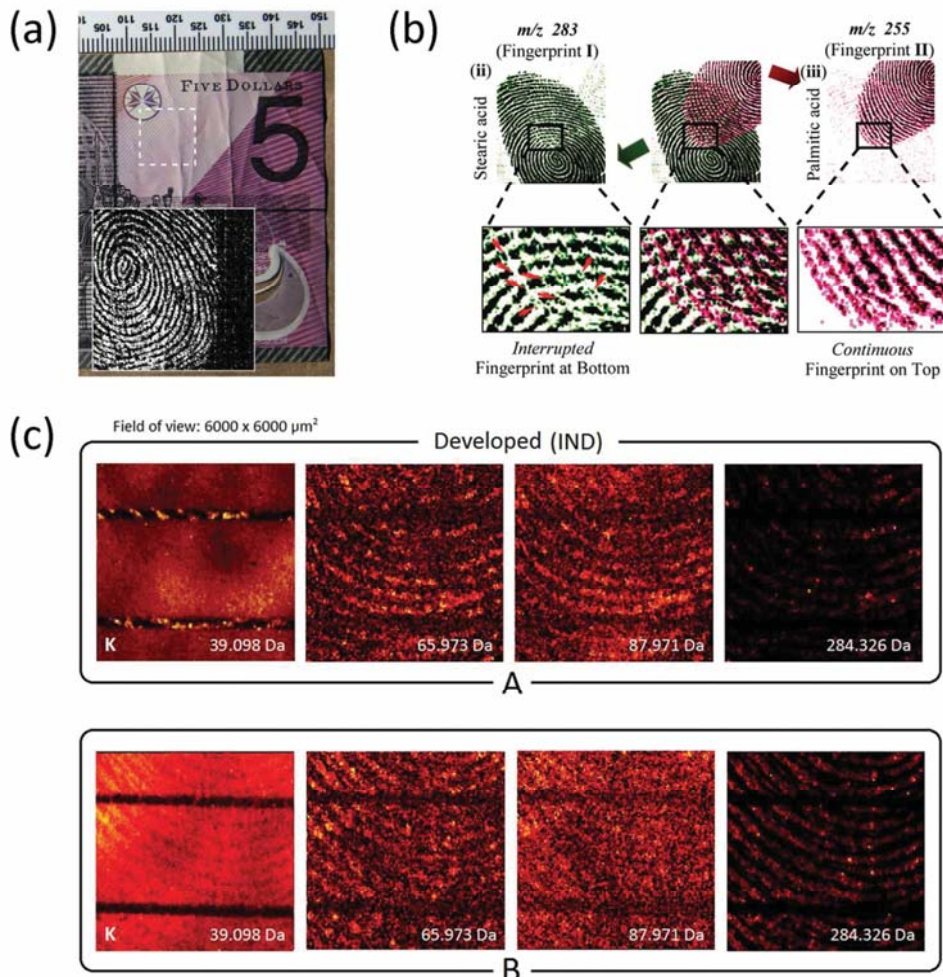 (a)
105 110 115 120 125 130 135 140 145 150
FIVE DOLLARS
5
(b)
m/z 283
(Fingerprint I)
m/z 255
(Fingerprint II)
(ii)
(iii)
Stearic acid
Palmitic acid
Interrupted
Fingerprint at Bottom
Continuous
Fingerprint on Top
(c)
Field of view: 6000 x 6000 µm²
Developed (IND)
K 39.098 Da
65.973 Da
87.971 Da
284.326 Da
A
K 39.098 Da
65.973 Da
87.971 Da
284.326 Da
B